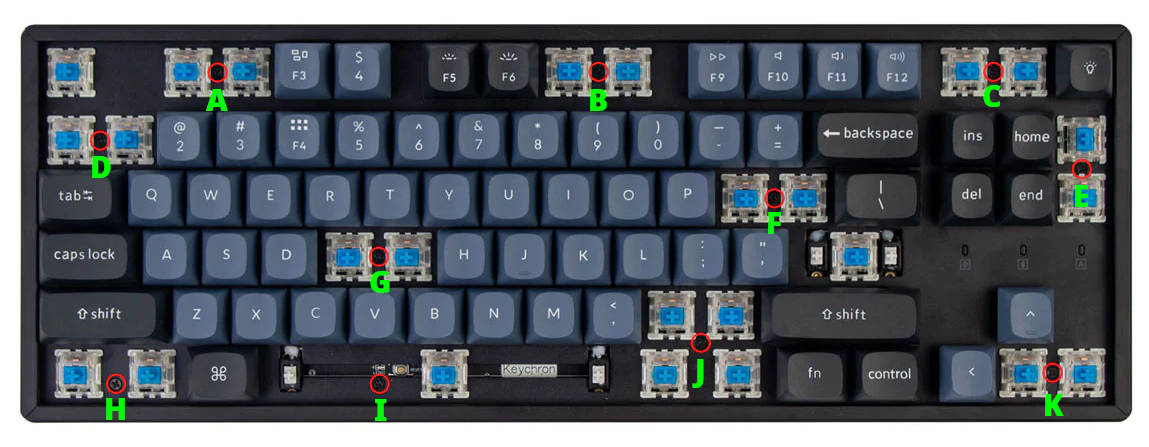 F3
$
4
F5
F6
F9
F10
F11
F12
A
B
C
@
2
#
3
F4
%
5
^
6
&
7
*
8
(
9
)
0
—
-
+
=
backspace
ins
home
D
tab
Q
W
E
R
T
Y
U
I
O
P
|
\
del
end
E
F
caps lock
A
S
D
H
J
K
L
:
;
"
,
A
G
shift
Z
X
C
V
B
N
M
<
,
shift
^
⌘
Keychron
fn
control
<
H
I
J
K